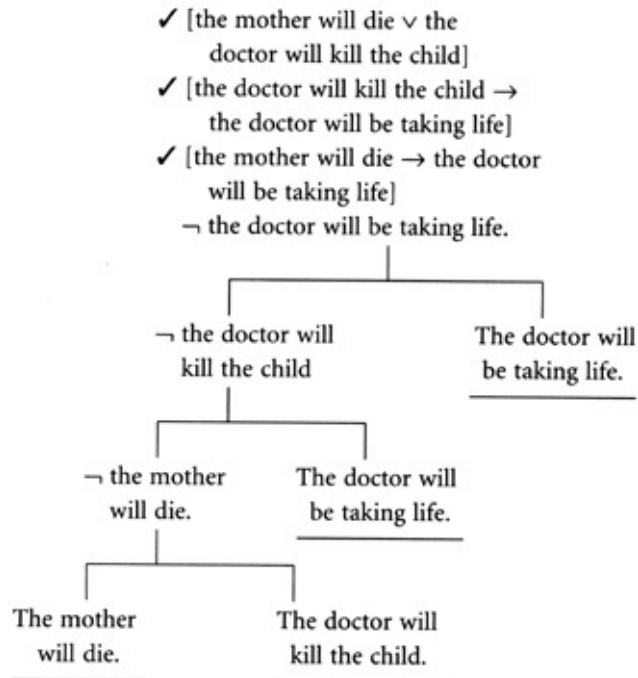 ✓ [the mother will die ∨ the
doctor will kill the child]
✓ [the doctor will kill the child →
the doctor will be taking life]
✓ [the mother will die → the doctor
will be taking life]
¬ the doctor will be taking life.
¬ the doctor will
kill the child
The doctor will
be taking life.
¬ the mother
will die.
The doctor will
be taking life.
The mother
will die.
The doctor will
kill the child.